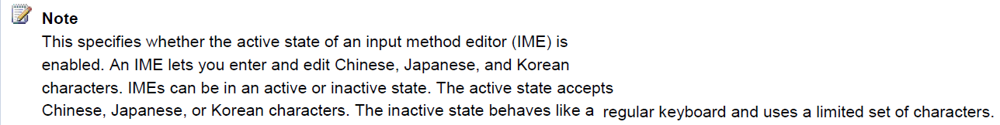 Note
This specifies whether the active state of an input method editor (IME) is
enabled. An IME lets you enter and edit Chinese, Japanese, and Korean
characters. IMEs can be in an active or inactive state. The active state accepts
Chinese, Japanese, or Korean characters. The inactive state behaves like a regular keyboard and uses a limited set of characters.